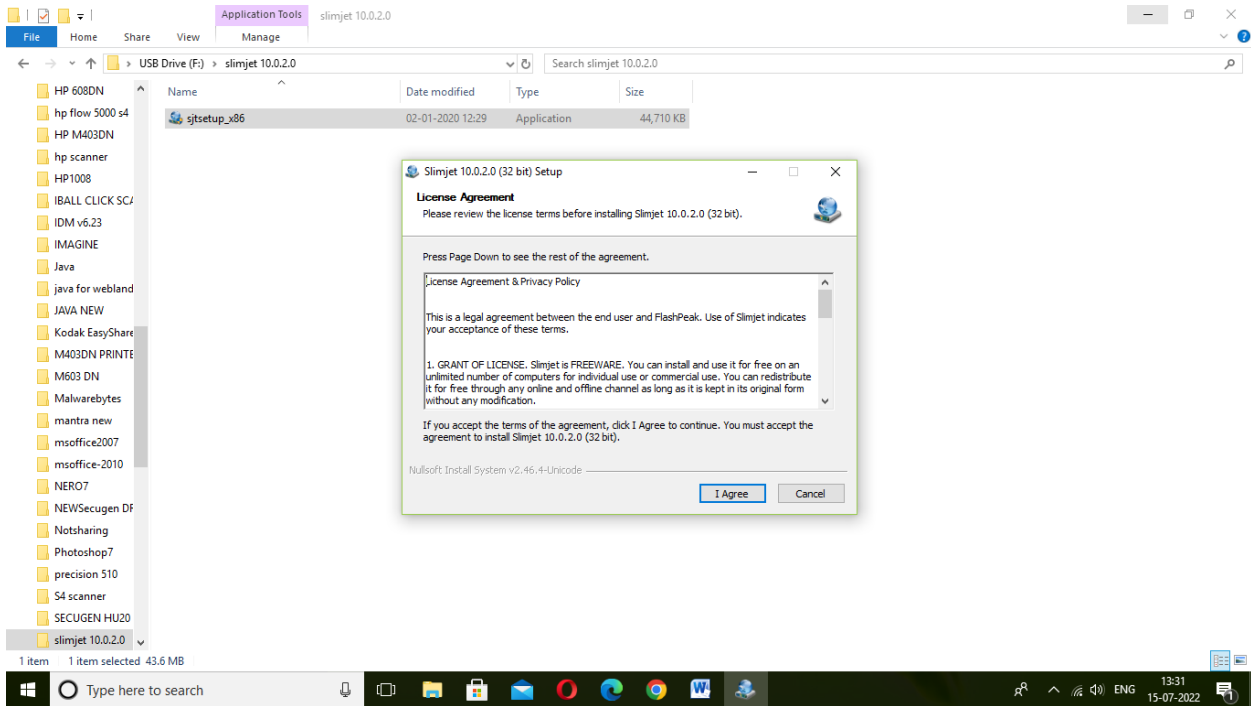 Application Tools
slimjet 10.0.2.0
File
Home
Share
View
Manage
USB Drive (F:)
slimjet 10.0.2.0
Search slimjet 10.0.2.0
HP 608DN
hp flow 5000 s4
HP M403DN
hp scanner
HP1008
IBALL CLICK SCA
IDM v6.23
IMAGINE
Java
java for webland
JAVA NEW
Kodak EasyShare
M403DN PRINTE
M603 DN
Malwarebytes
mantra new
msoffice2007
msoffice-2010
NERO7
NEWSecugen DF
Notsharing
Photoshop7
precision 510
S4 scanner
SECUGEN HU20
slimjet 10.0.2.0
Name
Date modified
Type
Size
sjtsetup_x86
02-01-2020 12:29
Application
44,710 KB
Slimjet 10.0.2.0 (32 bit) Setup
License Agreement
Please review the license terms before installing Slimjet 10.0.2.0 (32 bit).
Press Page Down to see the rest of the agreement.
License Agreement & Privacy Policy
This is a legal agreement between the end user and FlashPeak. Use of Slimjet indicates
your acceptance of these terms.
1. GRANT OF LICENSE. Slimjet is FREEWARE. You can install and use it for free on an
unlimited number of computers for individual use or commercial use. You can redistribute
it for free through any online and offline channel as long as it is kept in its original form
without any modification.
If you accept the terms of the agreement, click I Agree to continue. You must accept the
agreement to install Slimjet 10.0.2.0 (32 bit).
Nullsoft Install System v2.46.4-Unicode
I Agree
Cancel
1 item
1 item selected 43.6 MB
Type here to search
ENG
13:31
15-07-2022
1